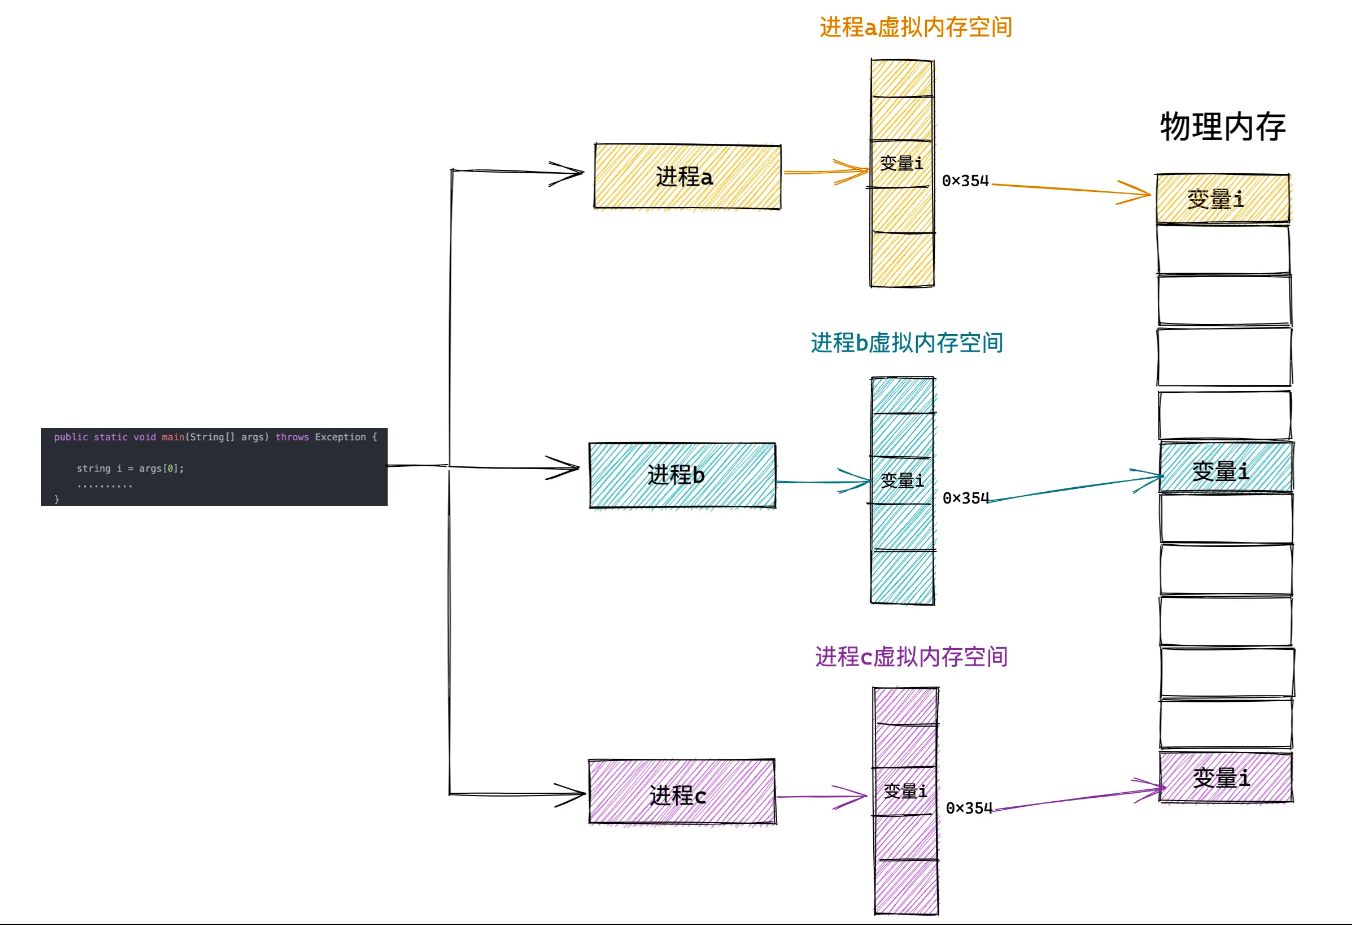 进程a虚拟内存空间
物理内存
进程a
变量i
0×354
变量i
进程b虚拟内存空间
public static void main(String[] args) throws Exception {
string i = args[0];
..........
}
进程b
变量i
0×354
变量i
进程c虚拟内存空间
进程c
变量i
0×354
变量i